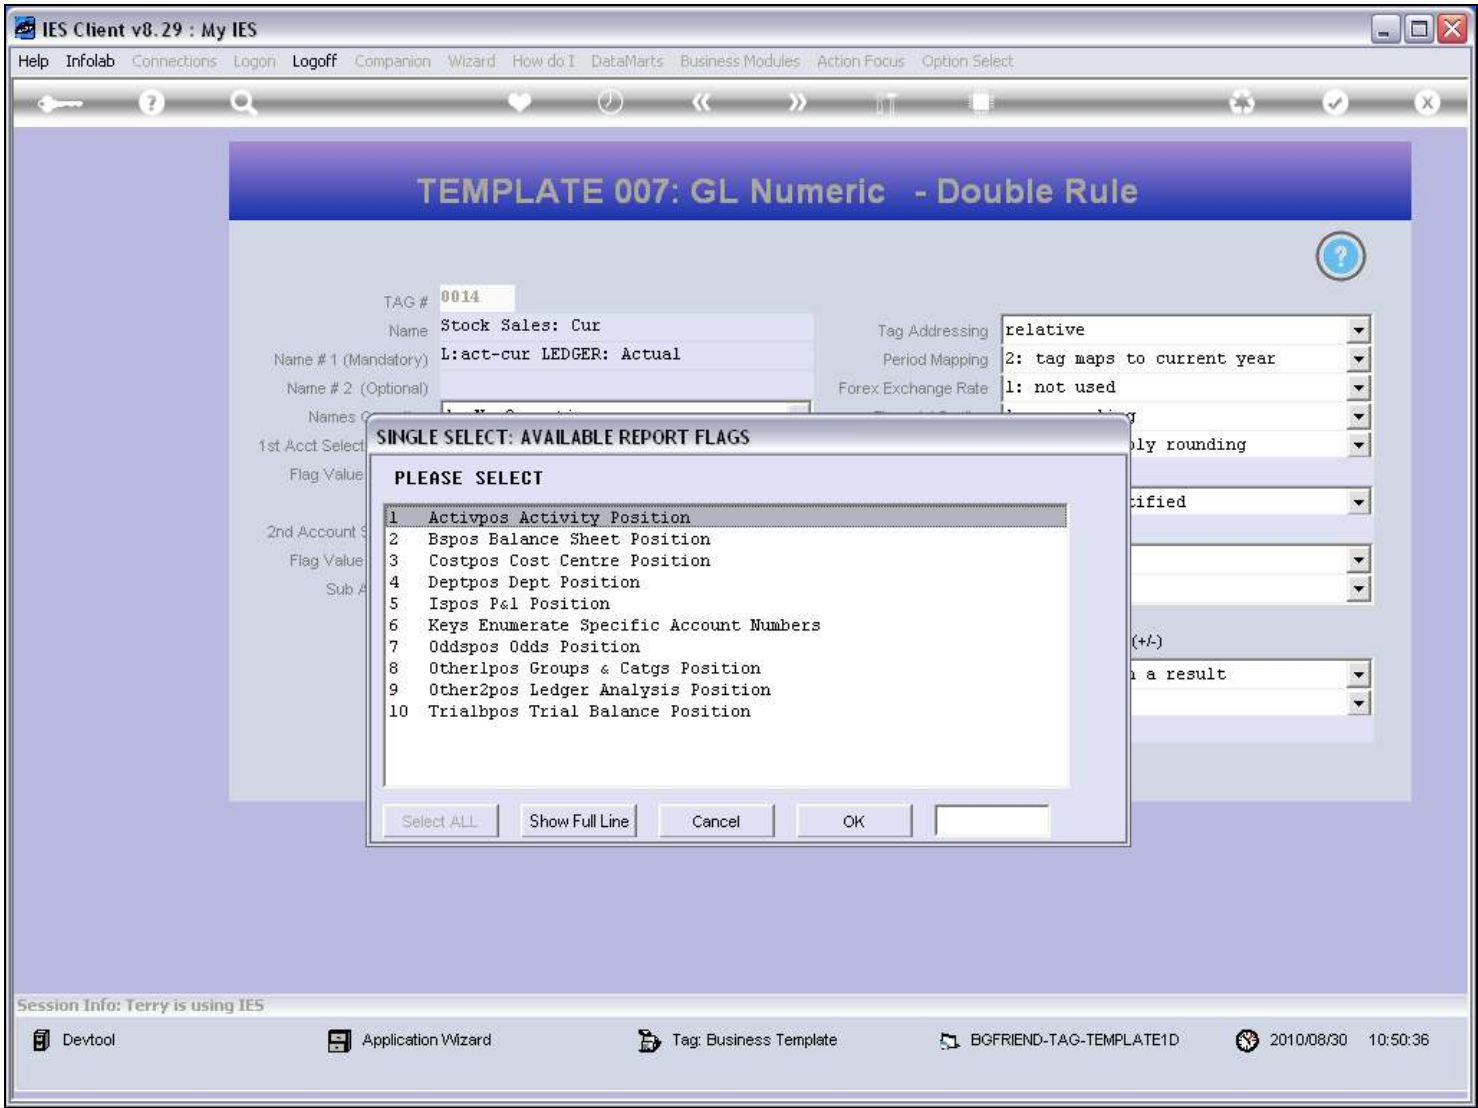 IES Client v8.29 : My IES
Help Infolab Connections Logon Logoff Companion Wizard How do I DataMarts Business Modules Action Focus Option Select
TEMPLATE 007: GL Numeric - Double Rule
TAG # 0014
Name Stock Sales: Cur
Tag Addressing relative
Name # 1 (Mandatory) L:act-cur LEDGER: Actual
Period Mapping 2: tag maps to current year
Name # 2 (Optional)
Forex Exchange Rate 1: not used
Names
1st Acct Select
Flag Value
2nd Account S
Flag Value
Sub A
SINGLE SELECT: AVAILABLE REPORT FLAGS
PLEASE SELECT
1 Activpos Activity Position
2 Bspos Balance Sheet Position
3 Costpos Cost Centre Position
4 Deptpos Dept Position
5 Ispos P&l Position
6 Keys Enumerate Specific Account Numbers
7 Oddspos Odds Position
8 Other1pos Groups & Catgs Position
9 Other2pos Ledger Analysis Position
10 Trialbpos Trial Balance Position
Select ALL Show Full Line Cancel OK
ply rounding
tified
(+/-)
a result
Session Info: Terry is using IES
Devtool Application Wizard Tag: Business Template BGFRIEND-TAG-TEMPLATE1D 2010/08/30 10:50:36